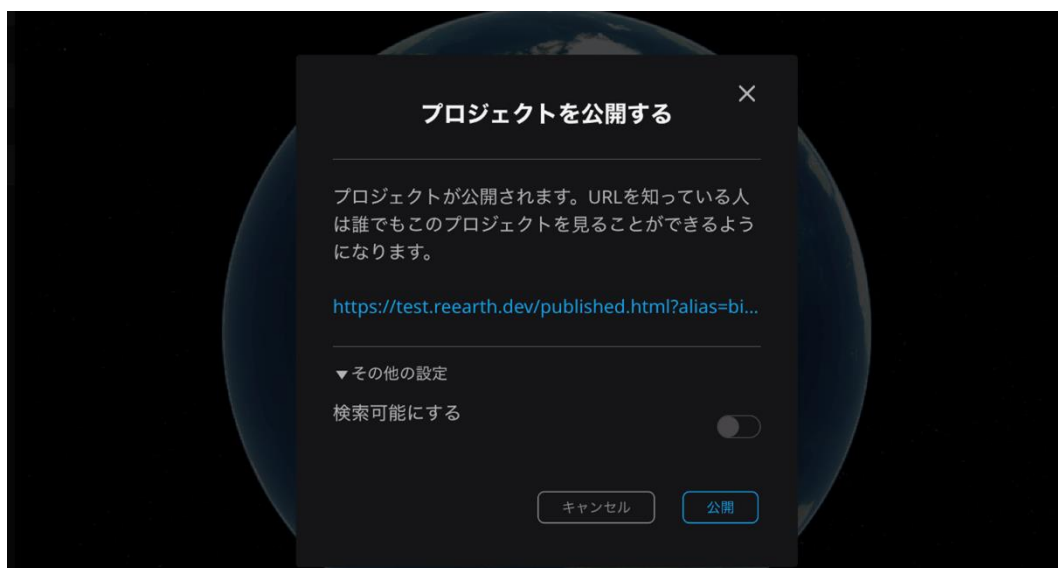 プロジェクトを公開する
プロジェクトが公開されます。URLを知っている人
は誰でもこのプロジェクトを見ることができるよう
になります。
https://test.reearth.dev/published.html?alias=bi...
▼その他の設定
検索可能にする
キャンセル
公開